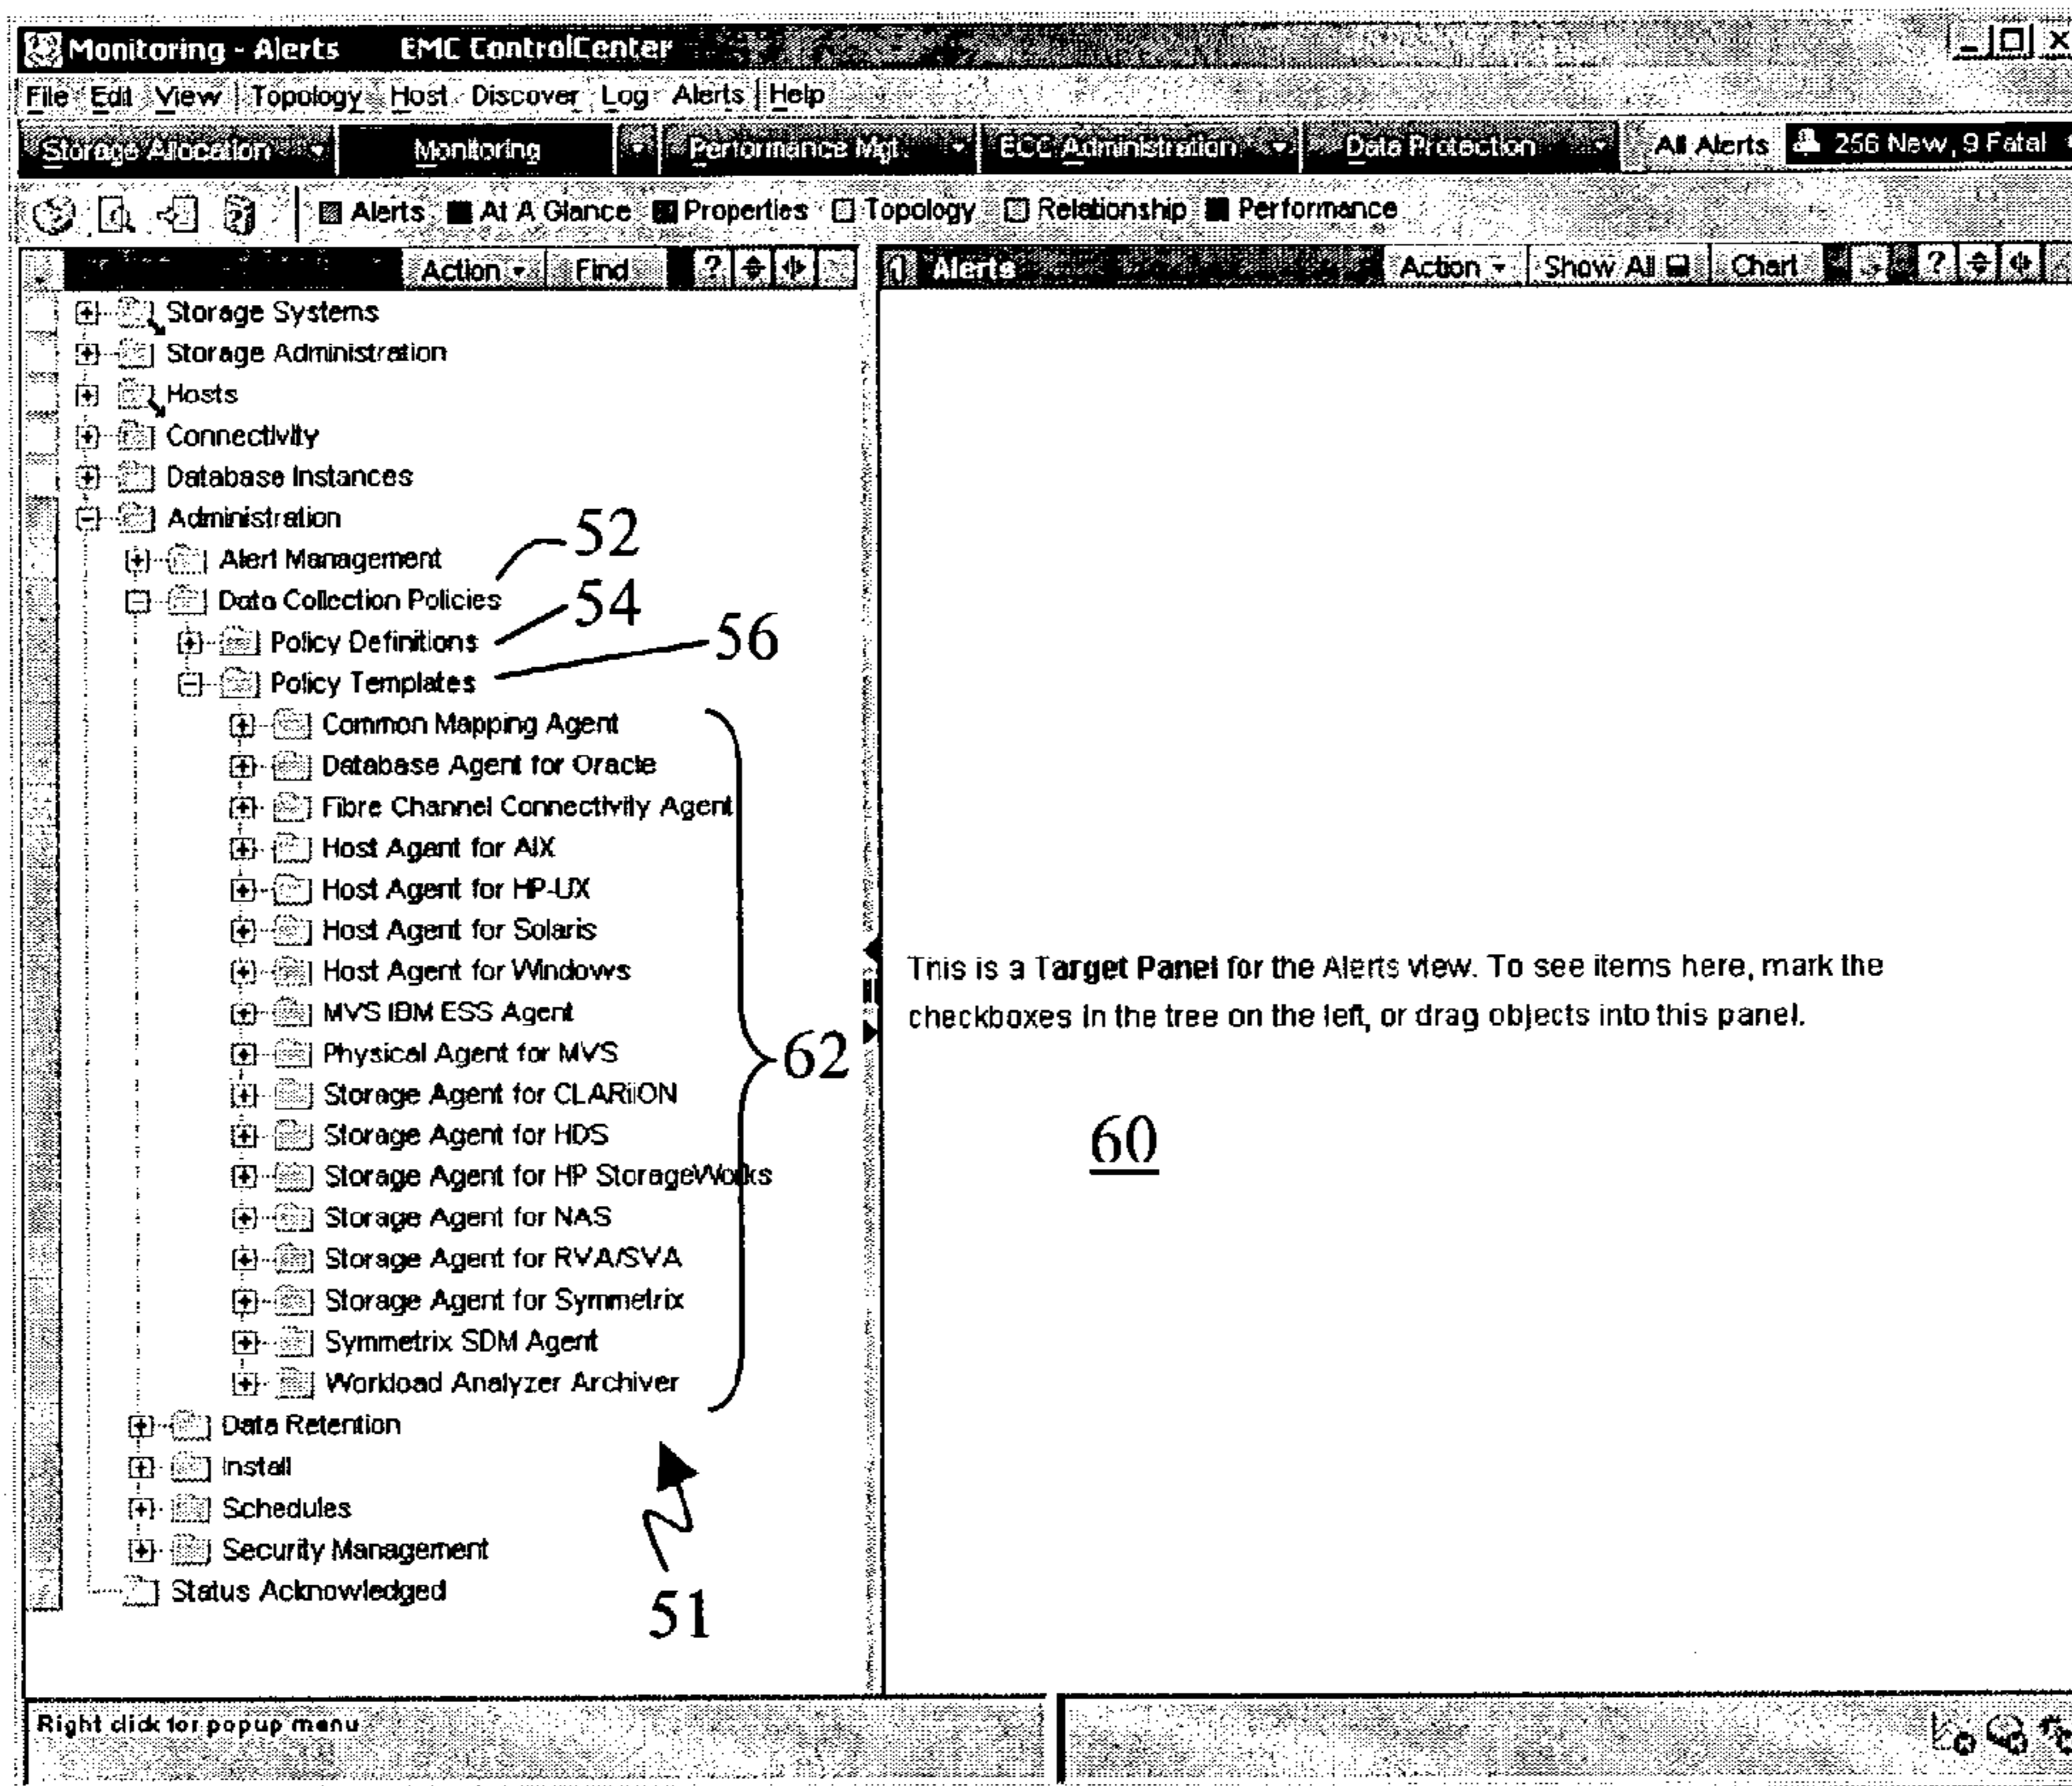 Monitoring - Alerts EMC ControlCenter
File Edit View Topology Host Discover Log Alerts Help
Storage Allocation Monitoring Performance Mgt. ECC Administration Data Protection All Alerts 256 New, 9 Fatal
Alerts At A Glance Properties Topology Relationship Performance
Action Find ?
Alerts Action Show All Chart ?
Storage Systems
Storage Administration
Hosts
Connectivity
Database Instances
Administration
Alert Management
52
Data Collection Policies
54
Policy Definitions
56
Policy Templates
Common Mapping Agent
Database Agent for Oracle
Fibre Channel Connectivity Agent
Host Agent for AIX
Host Agent for HP-UX
Host Agent for Solaris
Host Agent for Windows
MVS IBM ESS Agent
Physical Agent for MVS
62
Storage Agent for CLARiiON
Storage Agent for HDS
Storage Agent for HP StorageWorks
Storage Agent for NAS
Storage Agent for RVA/SVA
Storage Agent for Symmetrix
Symmetrix SDM Agent
Workload Analyzer Archiver
Data Retention
Install
Schedules
Security Management
Status Acknowledged
51
This is a Target Panel for the Alerts view. To see items here, mark the
checkboxes in the tree on the left, or drag objects into this panel.
60
Right click for popup menu